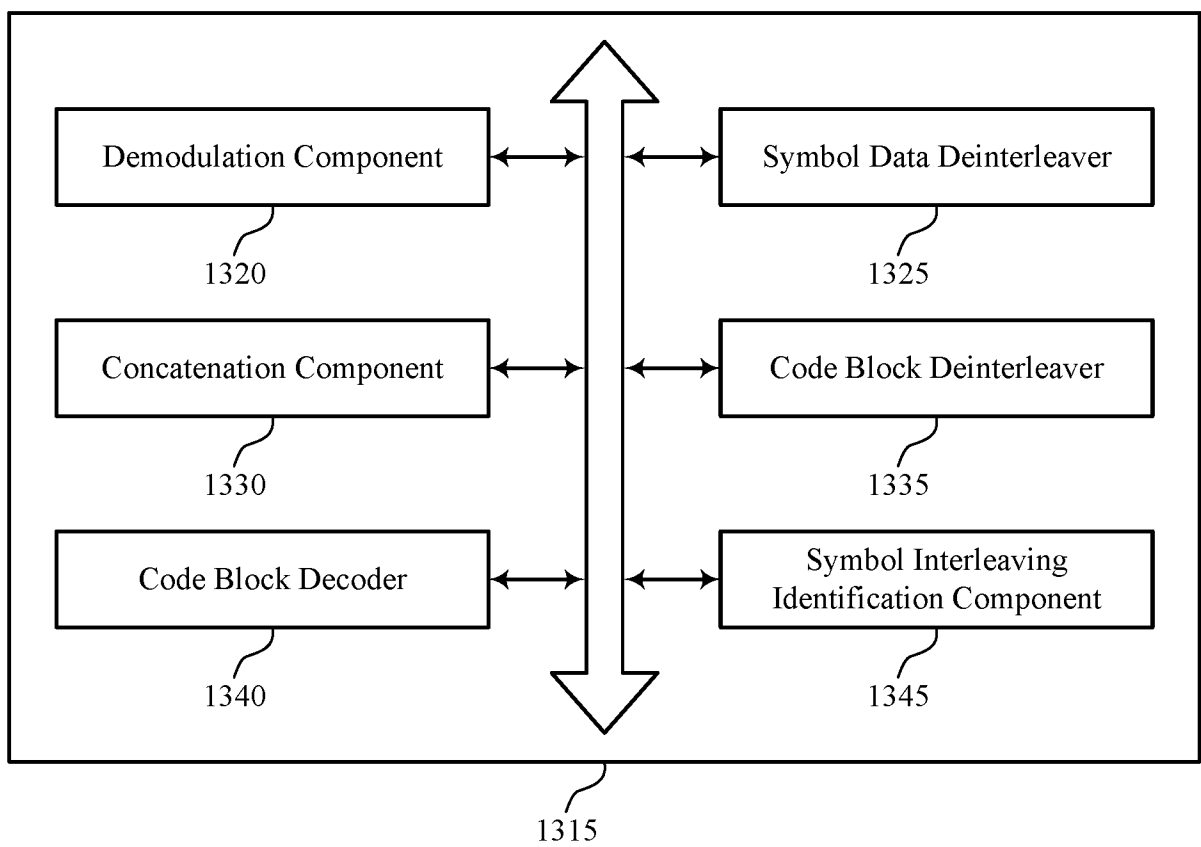 Demodulation Component
Symbol Data Deinterleaver
1320
1325
Concatenation Component
Code Block Deinterleaver
1330
1335
Code Block Decoder
Symbol Interleaving
Identification Component
1340
1345
1315